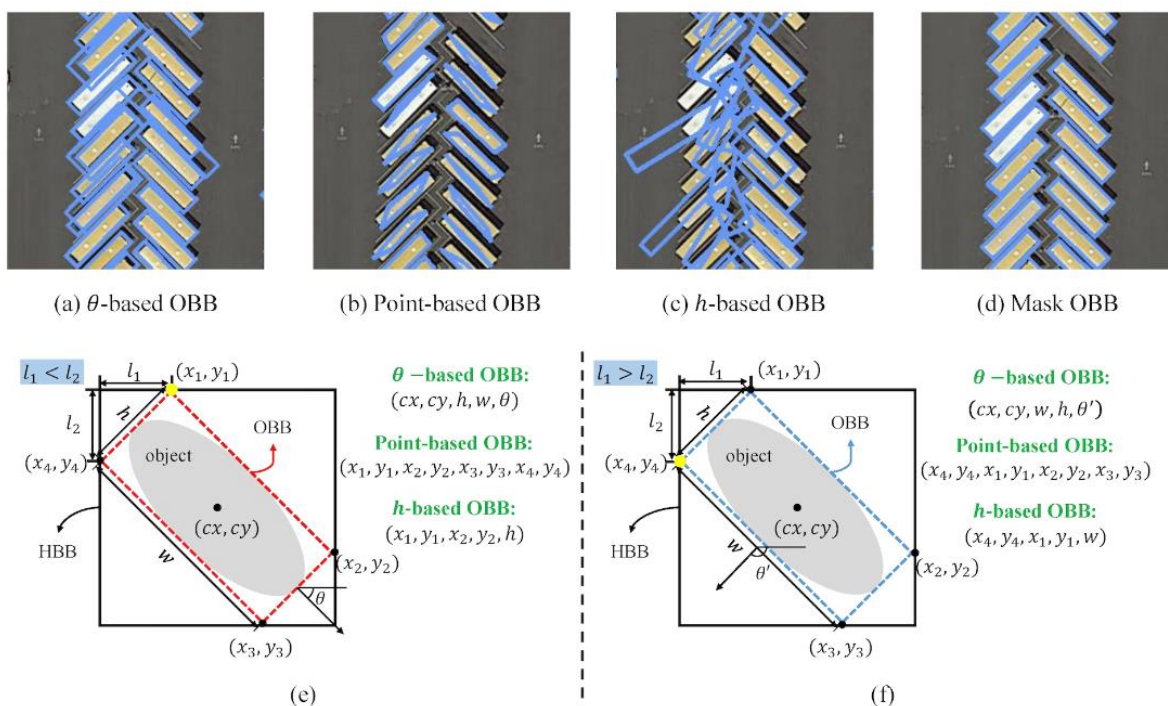 (a) θ-based OBB
(b) Point-based OBB
(c) h-based OBB
(d) Mask OBB
l₁ < l₂
l₁
(x₁, y₁)
l₂
h
(x₄, y₄)
object
OBB
(cx, cy)
HBB
w
(x₂, y₂)
θ
(x₃, y₃)
θ −based OBB:
(cx, cy, h, w, θ)
Point-based OBB:
(x₁, y₁, x₂, y₂, x₃, y₃, x₄, y₄)
h-based OBB:
(x₁, y₁, x₂, y₂, h)
(e)
l₁ > l₂
l₁
(x₁, y₁)
l₂
h
(x₄, y₄)
object
OBB
(cx, cy)
HBB
w
θ′
(x₂, y₂)
(x₃, y₃)
θ −based OBB:
(cx, cy, w, h, θ′)
Point-based OBB:
(x₄, y₄, x₁, y₁, x₂, y₂, x₃, y₃)
h-based OBB:
(x₄, y₄, x₁, y₁, w)
(f)